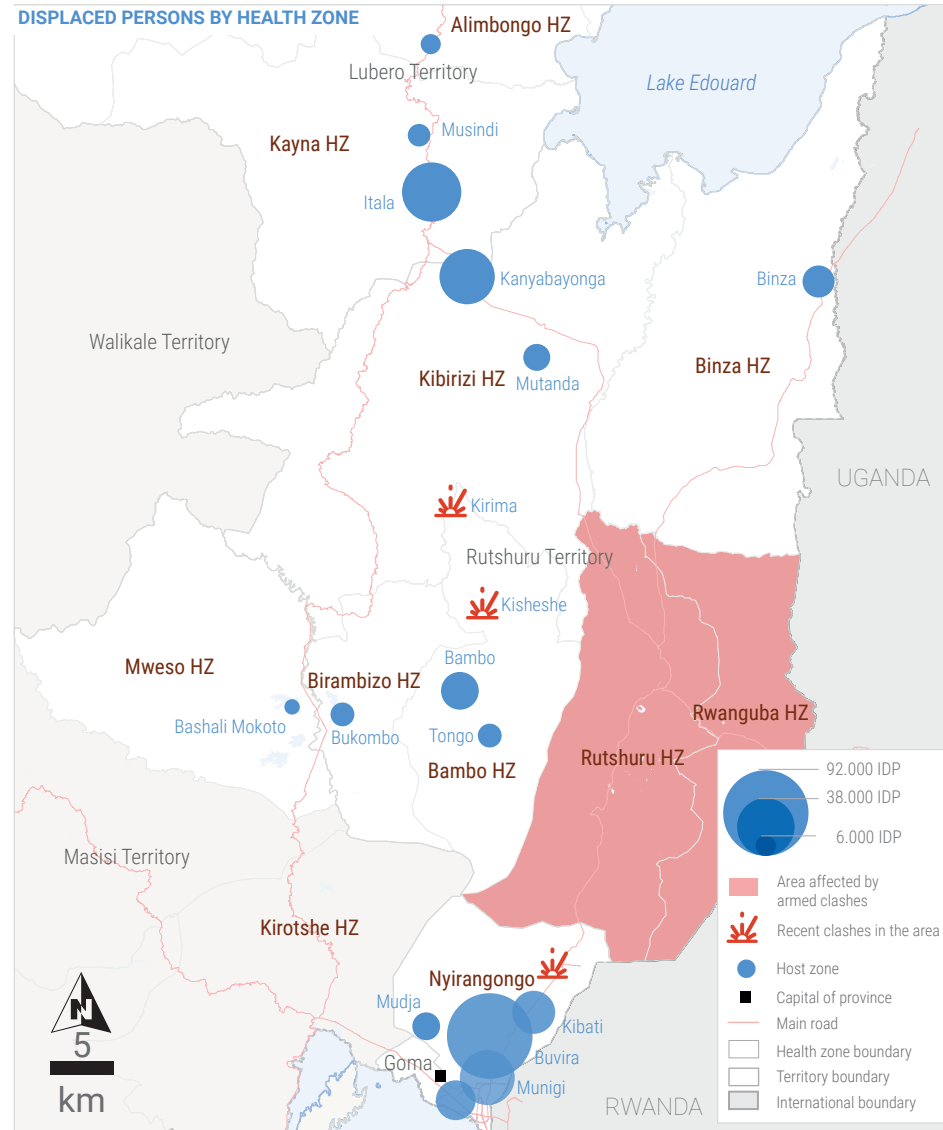 DISPLACED PERSONS BY HEALTH ZONE
Alimbongo HZ
Lubero Territory
Lake Edouard
Musindi
Kayna HZ
Itala
Kanyabayonga
Binza
Walikale Territory
Kibirizi HZ
Mutanda
Binza HZ
UGANDA
Kirima
Rutshuru Territory
Kisheshe
Mweso HZ
Birambizo HZ
Bambo
Bashali Mokoto
Bukombo
Tongo
Bambo HZ
Rwanguba HZ
Rutshuru HZ
Masisi Territory
Kirotshe HZ
Nyirangongo
Mudja
Kibati
Buvira
Goma
Munigi
RWANDA
N
5
km
92.000 IDP
38.000 IDP
6.000 IDP
Area affected by
armed clashes
Recent clashes in the area
Host zone
Capital of province
Main road
Health zone boundary
Territory boundary
International boundary